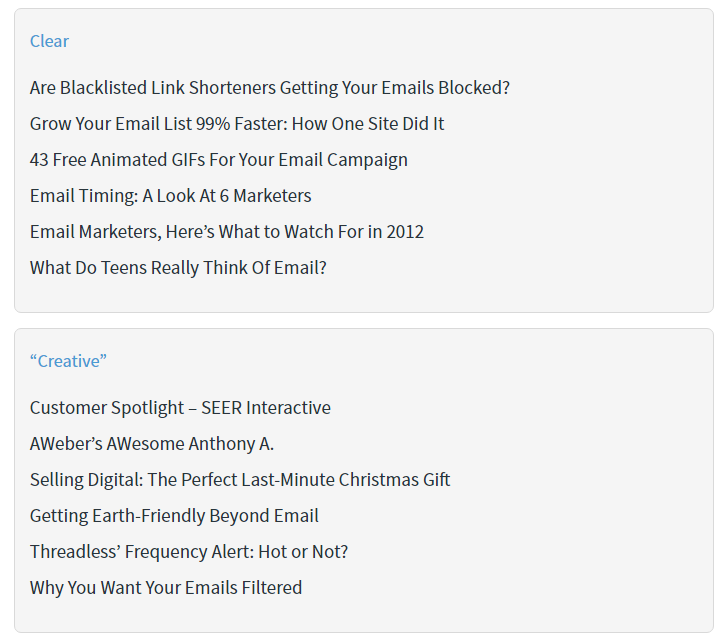 Clear
Are Blacklisted Link Shorteners Getting Your Emails Blocked?
Grow Your Email List 99% Faster: How One Site Did It
43 Free Animated GIFs For Your Email Campaign
Email Timing: A Look At 6 Marketers
Email Marketers, Here’s What to Watch For in 2012
What Do Teens Really Think Of Email?
“Creative”
Customer Spotlight – SEER Interactive
AWeber’s AWesome Anthony A.
Selling Digital: The Perfect Last-Minute Christmas Gift
Getting Earth-Friendly Beyond Email
Threadless’ Frequency Alert: Hot or Not?
Why You Want Your Emails Filtered